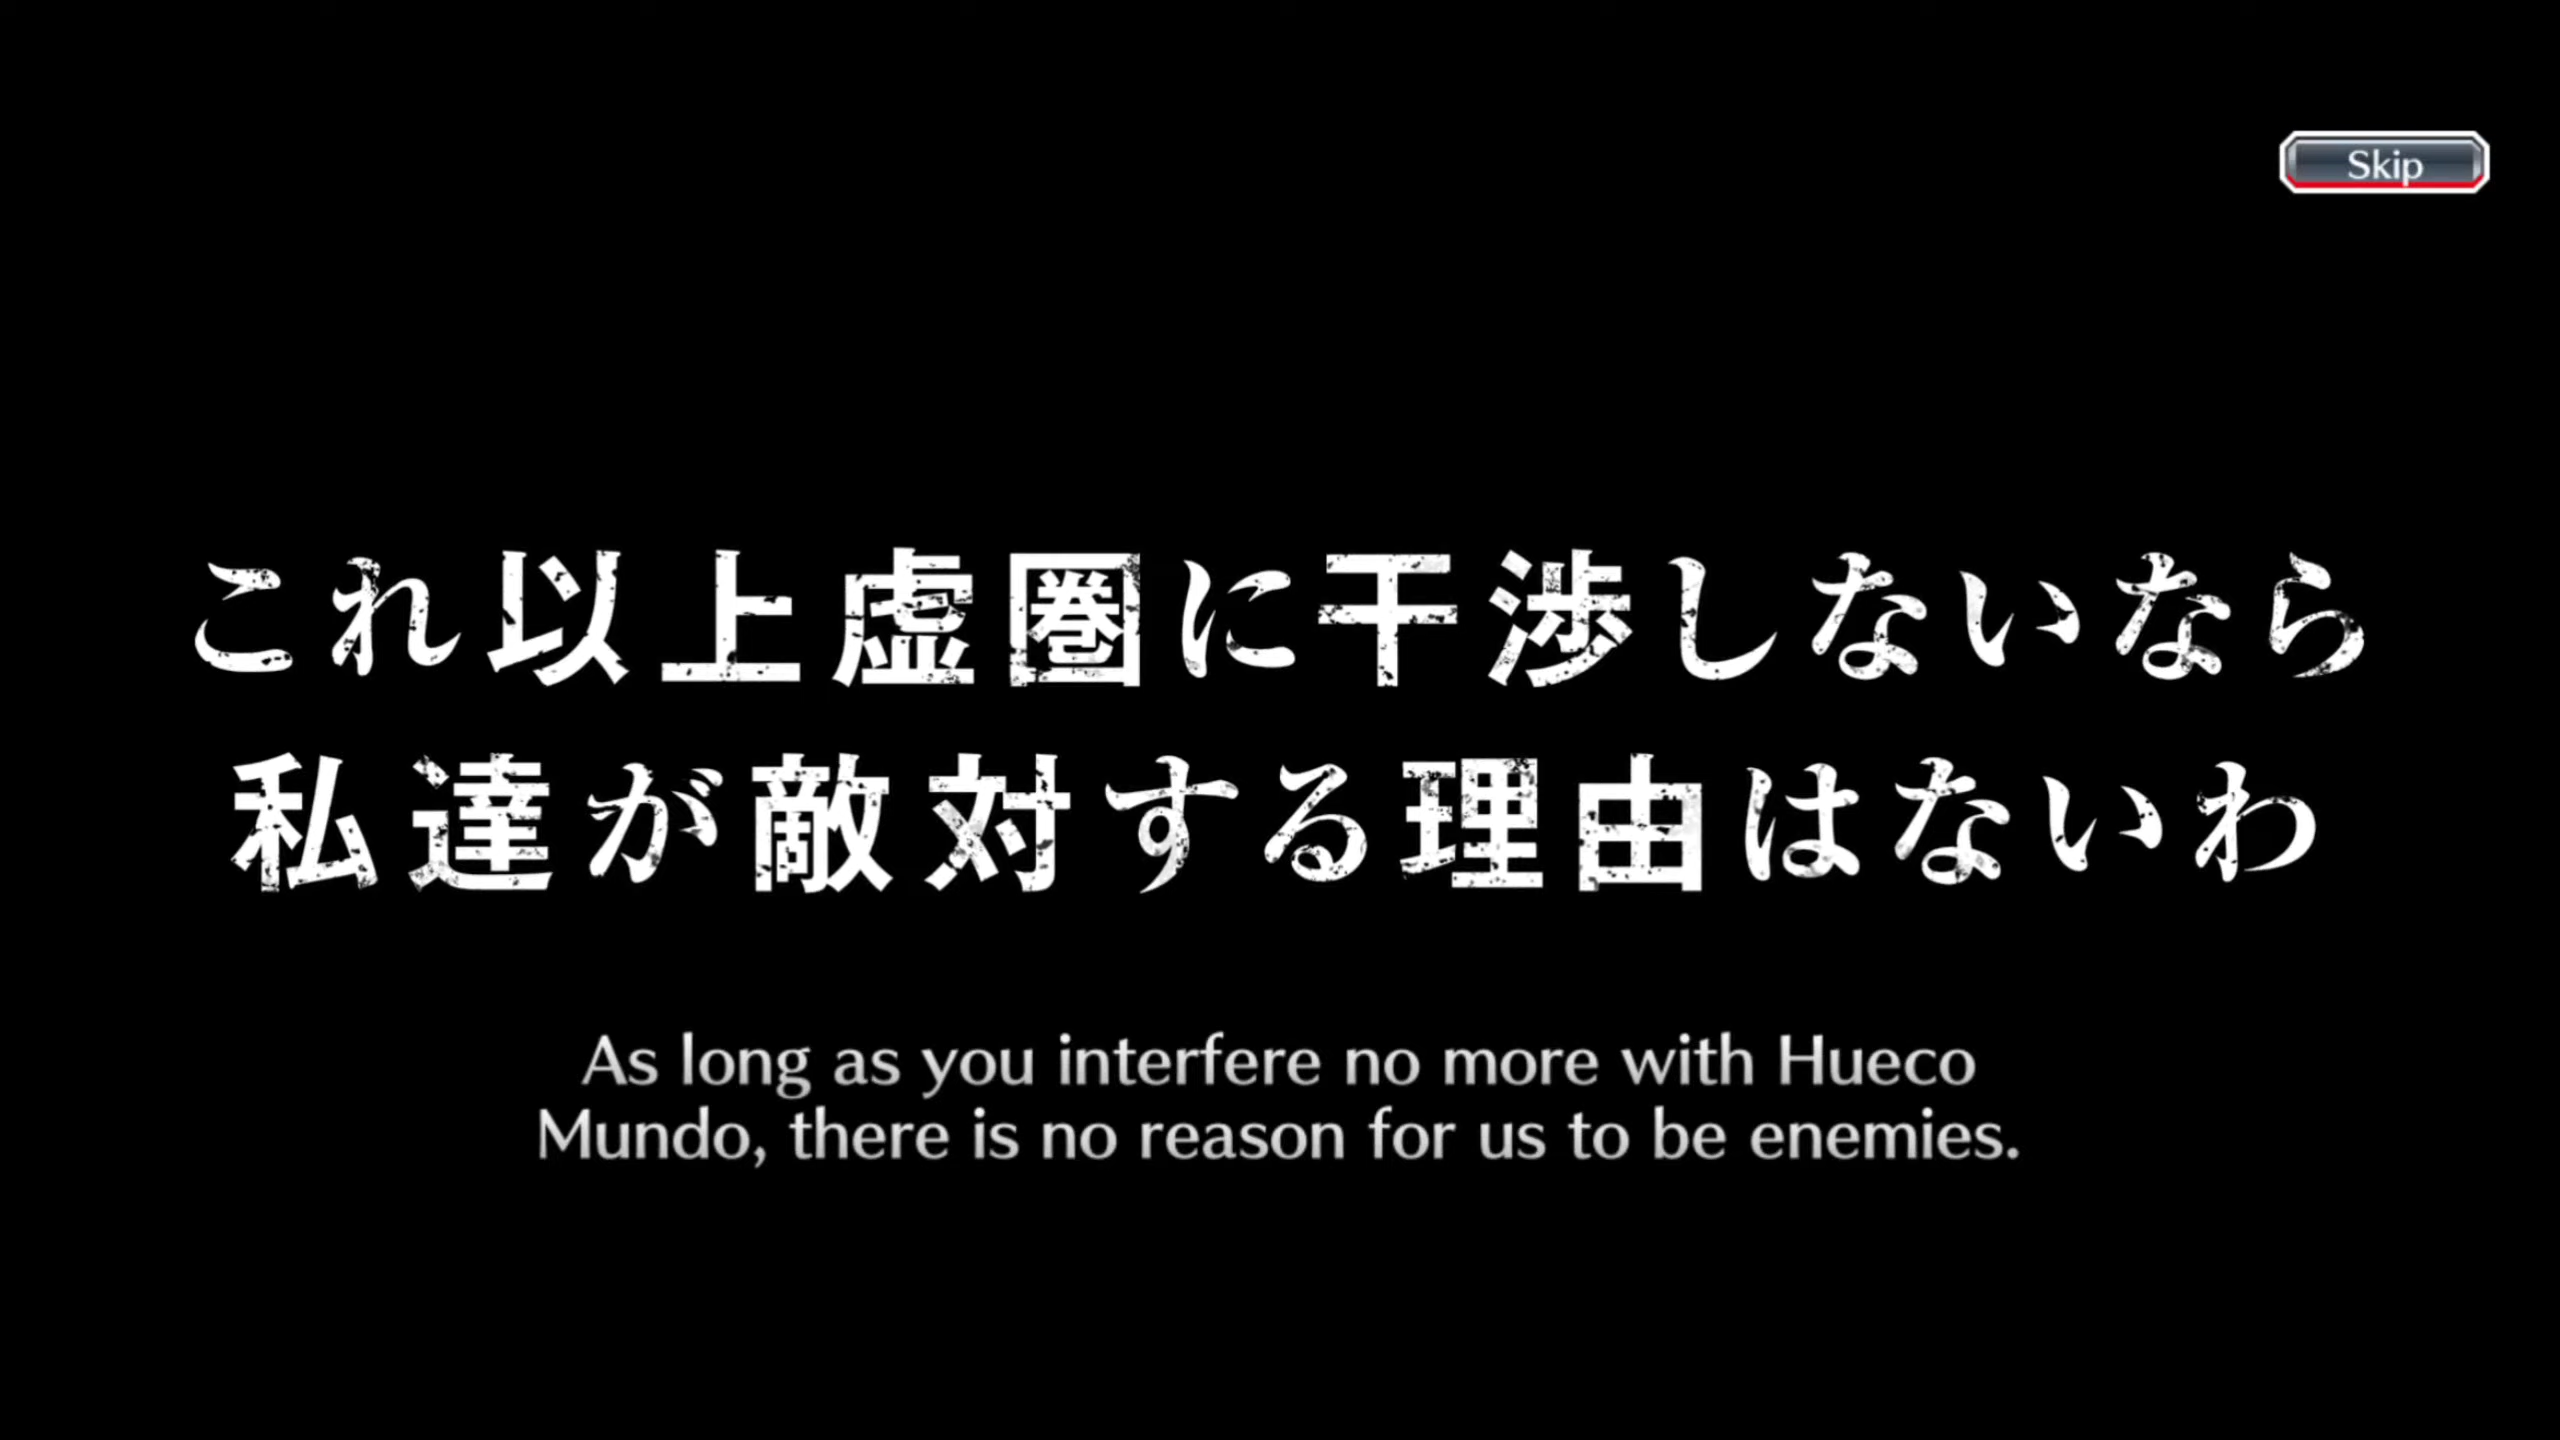 Skip
これ以上虚圏に干渉しないなら
私達が敵対する理由はないわ
As long as you interfere no more with Hueco
Mundo, there is no reason for us to be enemies.